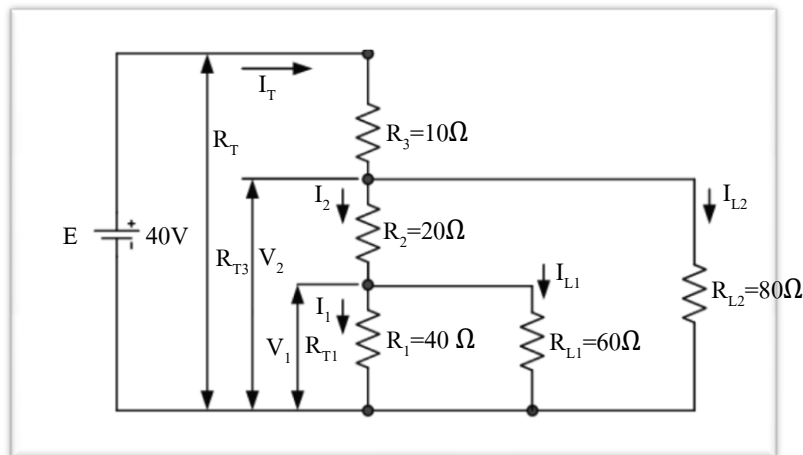 I_T
R_T
R_3=10Ω
I_2
I_L2
R_2=20Ω
E
+
40V
R_T3
V_2
I_L1
R_L2=80Ω
I_1
V_1
R_T1
R_1=40 Ω
R_L1=60Ω